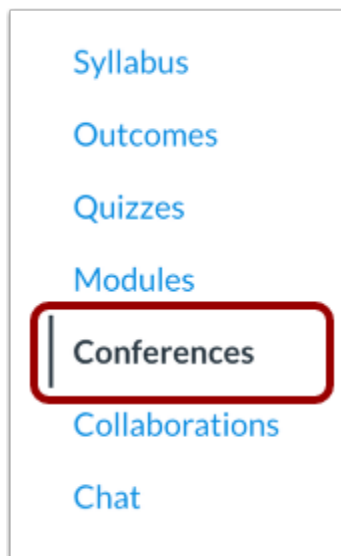 Syllabus
Outcomes
Quizzes
Modules
Conferences
Collaborations
Chat